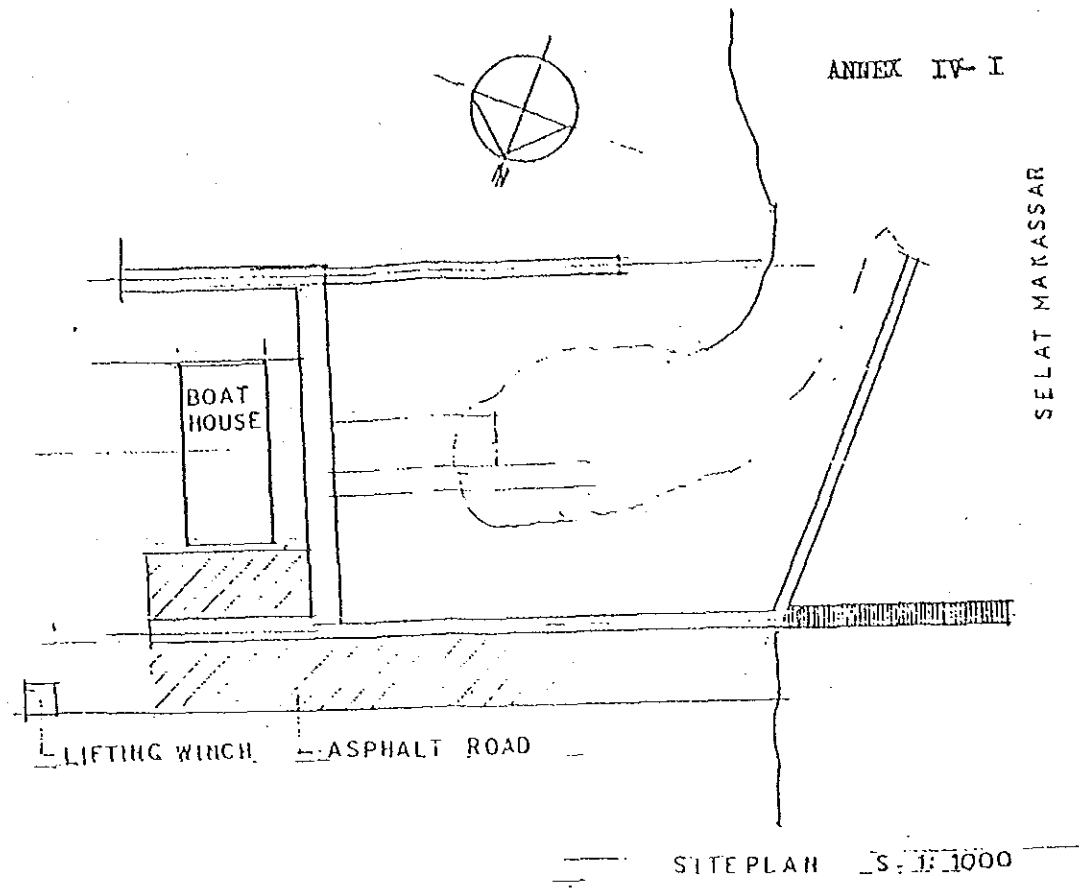 ANNEX IV-I
N
SELAT MAKASSAR
BOAT
HOUSE
LIFTING WINCH
ASPHALT ROAD
SITEPLAN S. 1: 1000